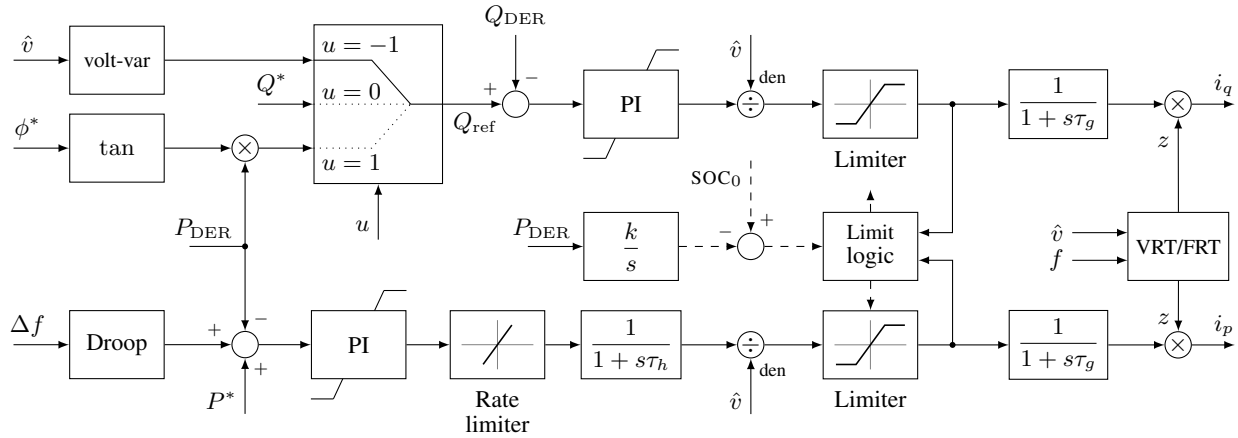 Q_DER
v̂
volt-var
u = −1
v̂
Q*
u = 0
+
−
PI
den
÷
1
1 + sτ_g
×
i_q
Q_ref
ϕ*
tan
×
u = 1
Limiter
z
SOC₀
u
P_DER
P_DER
k
s
−
+
Limit
logic
v̂
f
VRT/FRT
Δf
Droop
+
−
+
PI
1
1 + sτ_h
÷
den
1
1 + sτ_g
z
×
i_p
P*
Rate
limiter
v̂
Limiter